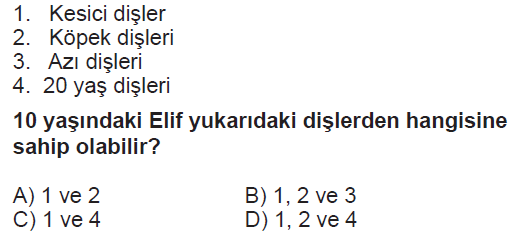 1. Kesici dişler
2. Köpek dişleri
3. Azı dişleri
4. 20 yaş dişleri
10 yaşındaki Elif yukarıdaki dişlerden hangisine
sahip olabilir?
A) 1 ve 2 B) 1, 2 ve 3
C) 1 ve 4 D) 1, 2 ve 4